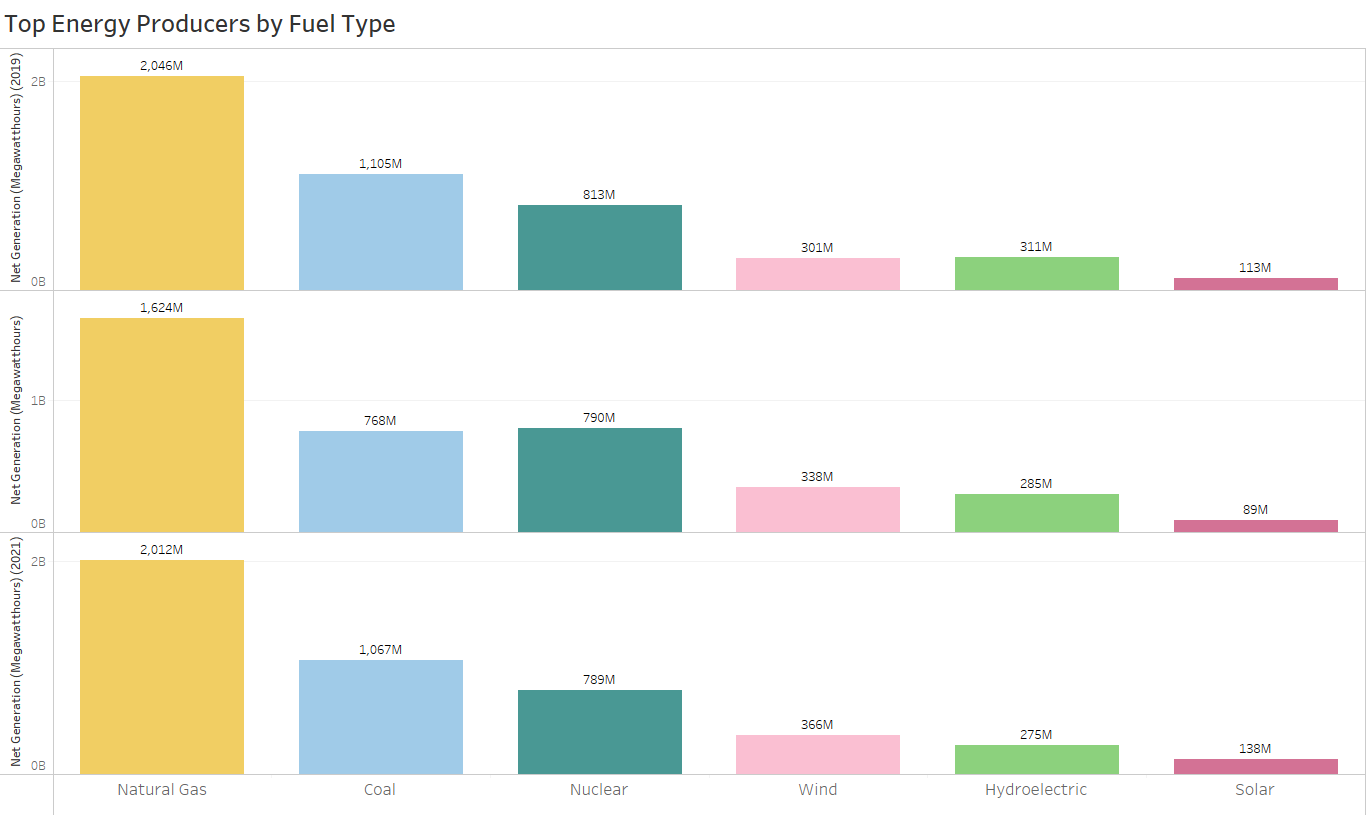 Top Energy Producers by Fuel Type
Net Generation (Megawatthours) (2019)
2B
0B
2,046M
1,105M
813M
301M
311M
113M
Net Generation (Megawatthours)
1B
0B
1,624M
768M
790M
338M
285M
89M
Net Generation (Megawatthours) (2021)
2B
0B
2,012M
1,067M
789M
366M
275M
138M
Natural Gas
Coal
Nuclear
Wind
Hydroelectric
Solar